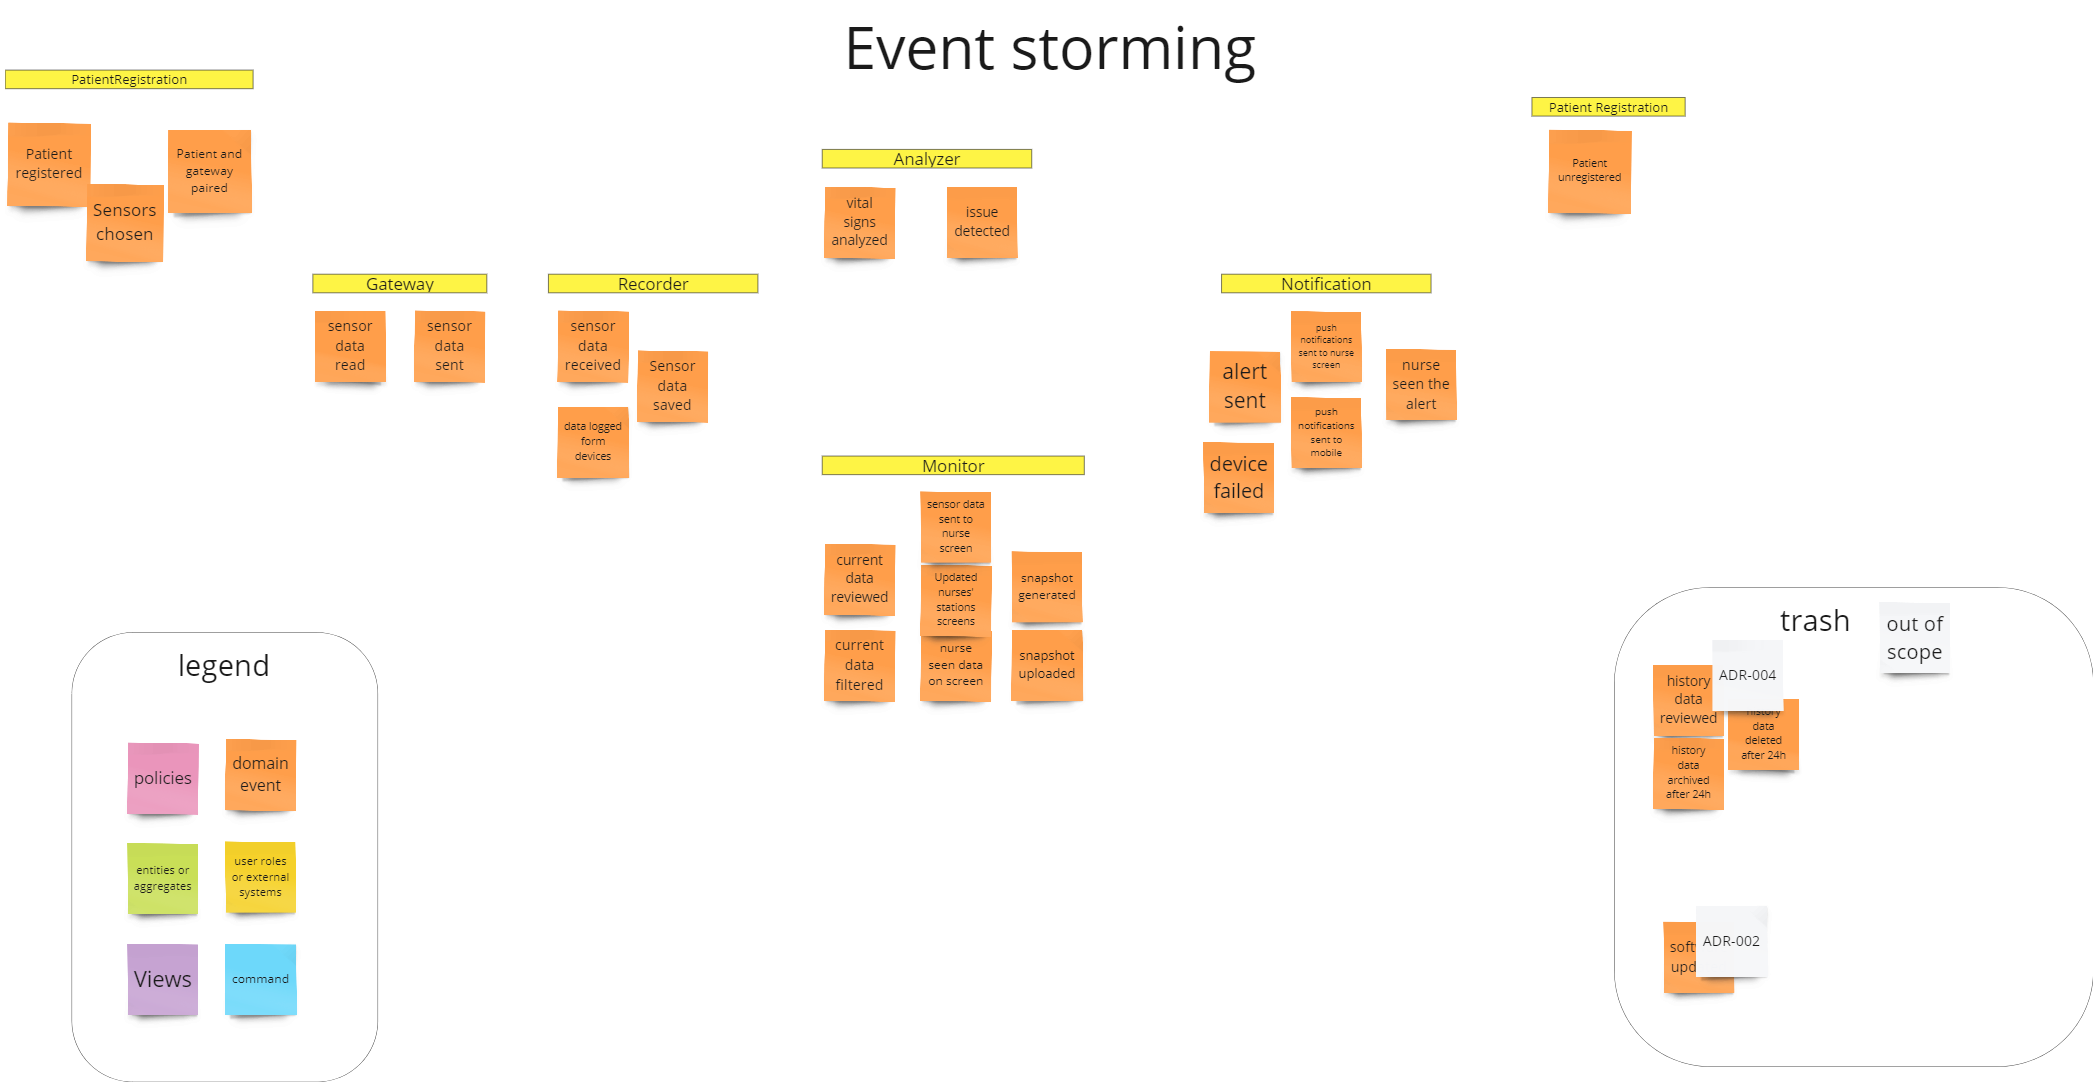 Event storming
PatientRegistration
Patient
registered
Sensors
chosen
Patient and
gateway
paired
Gateway
sensor
data
read
sensor
data
sent
Recorder
sensor
data
received
Sensor
data
saved
data logged
form
devices
Analyzer
vital
signs
analyzed
issue
detected
Monitor
sensor data
sent to
nurse
screen
current
data
reviewed
Updated
nurses'
stations
screens
snapshot
generated
current
data
filtered
nurse
seen data
on screen
snapshot
uploaded
Notification
alert
sent
push
notifications
sent to nurse
screen
push
notifications
sent to
mobile
nurse
seen the
alert
device
failed
Patient Registration
Patient
unregistered
legend
policies
domain
event
entities or
aggregates
user roles
or external
systems
Views
command
trash
out of
scope
history
data
reviewed
ADR-004
history
data
deleted
after 24h
history
data
archived
after 24h
ADR-002